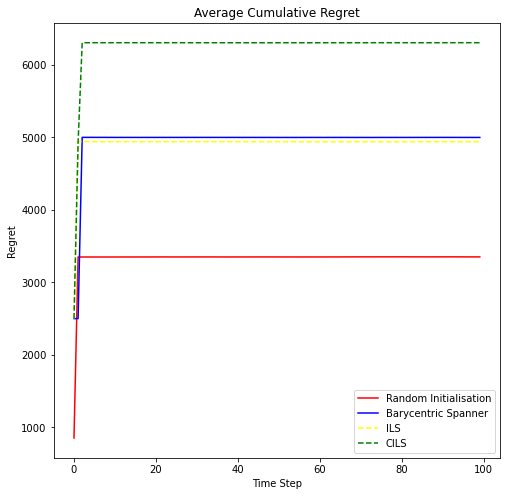 Average Cumulative Regret
Regret
6000
5000
4000
3000
2000
1000
0
20
40
60
80
100
Time Step
Random Initialisation
Barycentric Spanner
ILS
CILS